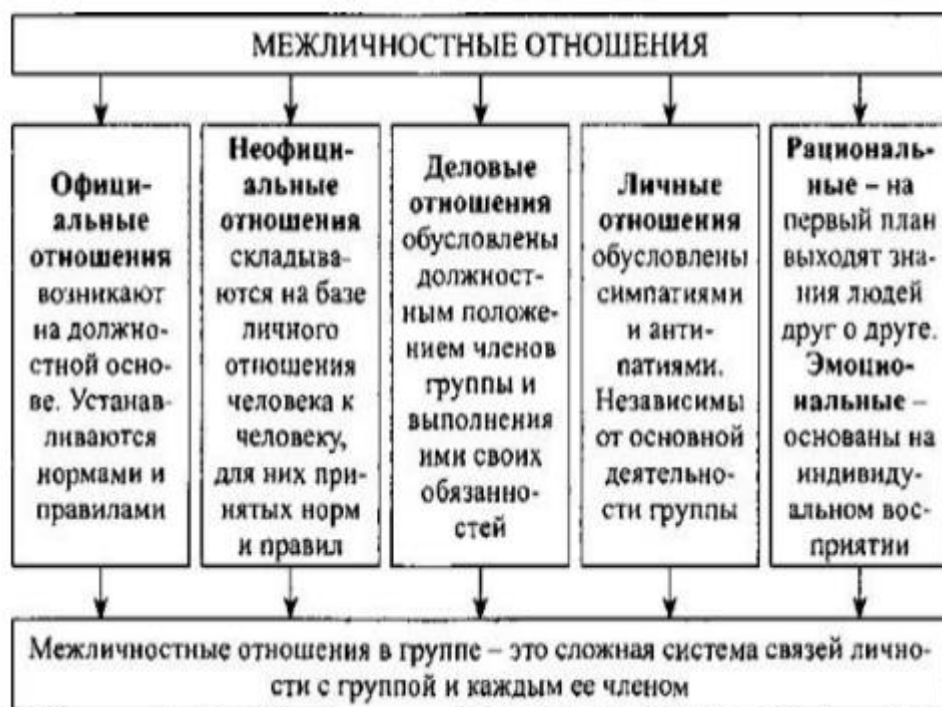 МЕЖЛИЧНОСТНЫЕ ОТНОШЕНИЯ
Офици-
альные
отношения
возникают
на должно-
стной осно-
ве. Устанав-
ливаются
нормами и
правилами
Неофици-
альные
отношения
складыва-
ются на базе
личного
отношения
человека к
человеку,
для них при-
нятых норм
и правил
Деловые
отношения
обусловлены
должност-
ным положе-
нием членов
группы и
выполнения
ими своих
обязанно-
стей
Личные
отношения
обусловлены
симпатиями
и анти-
патиями.
Независимы
от основной
деятельно-
сти группы
Рациональ-
ные – на
первый план
выходят зна-
ния людей
друг о друге.
Эмоцио-
нальные –
основаны на
индивиду-
альном вос-
приятии
Межличностные отношения в группе – это сложная система связей лично-
сти с группой и каждым ее членом